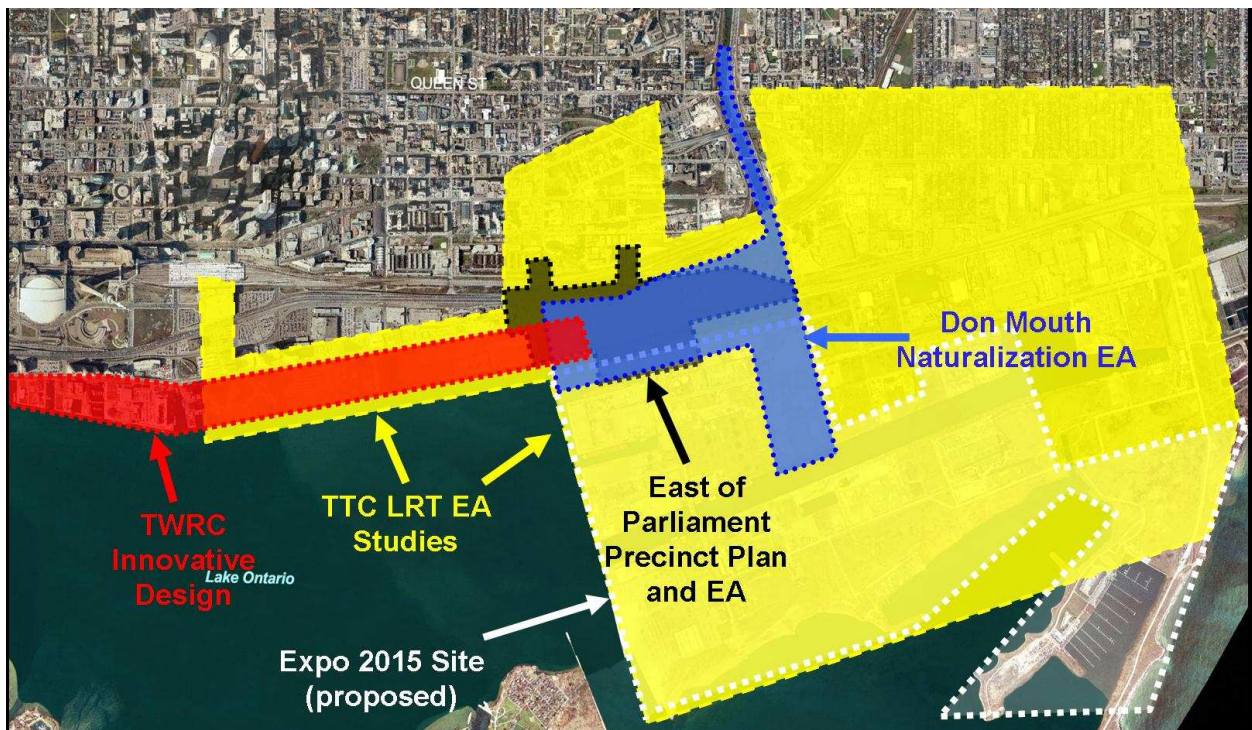 QUEEN ST
Don Mouth
Naturalization EA
East of
Parliament
Precinct Plan
and EA
TTC LRT EA
Studies
TWRC
Innovative
Design
Lake Ontario
Expo 2015 Site
(proposed)